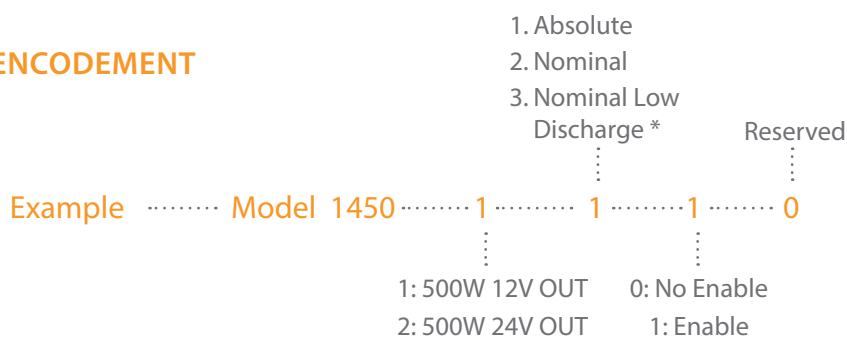 ENCODEMENT
1. Absolute
2. Nominal
3. Nominal Low
Discharge *
Reserved
Example ........ Model 1450 ........ 1 ........ 1 ........ 1 ........ 0
1: 500W 12V OUT
2: 500W 24V OUT
0: No Enable
1: Enable